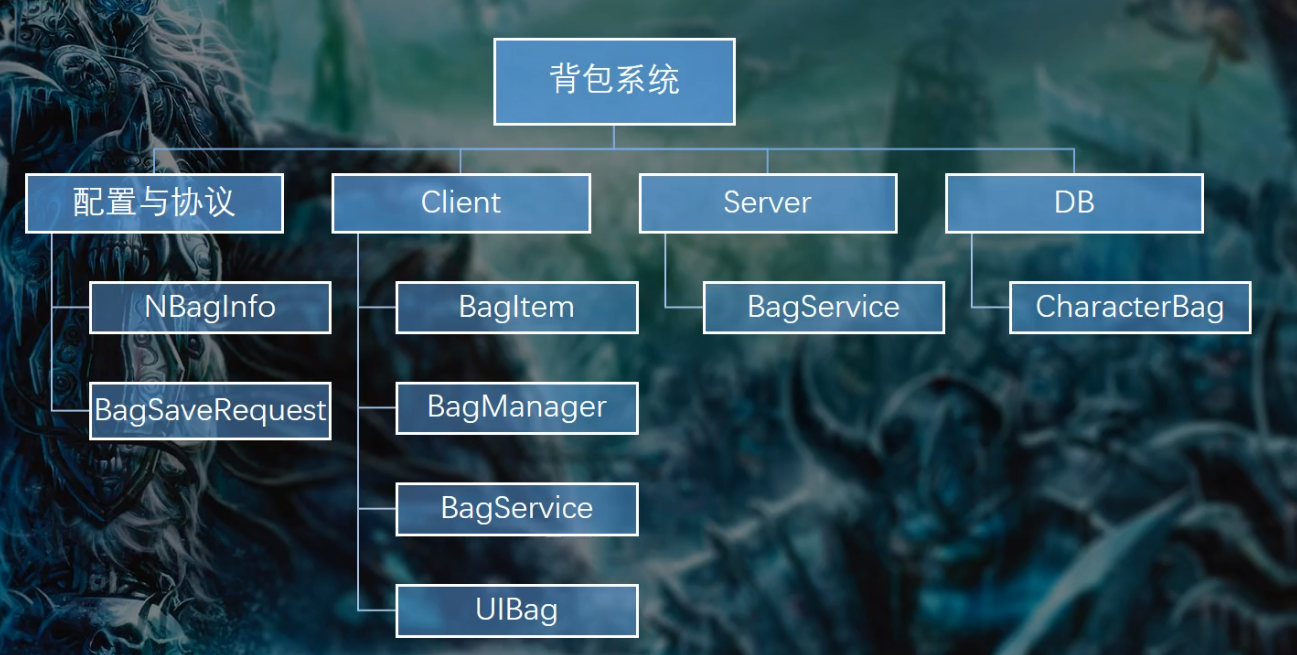 背包系统
配置与协议
Client
Server
DB
NBagInfo
BagItem
BagService
CharacterBag
BagSaveRequest
BagManager
BagService
UIBag